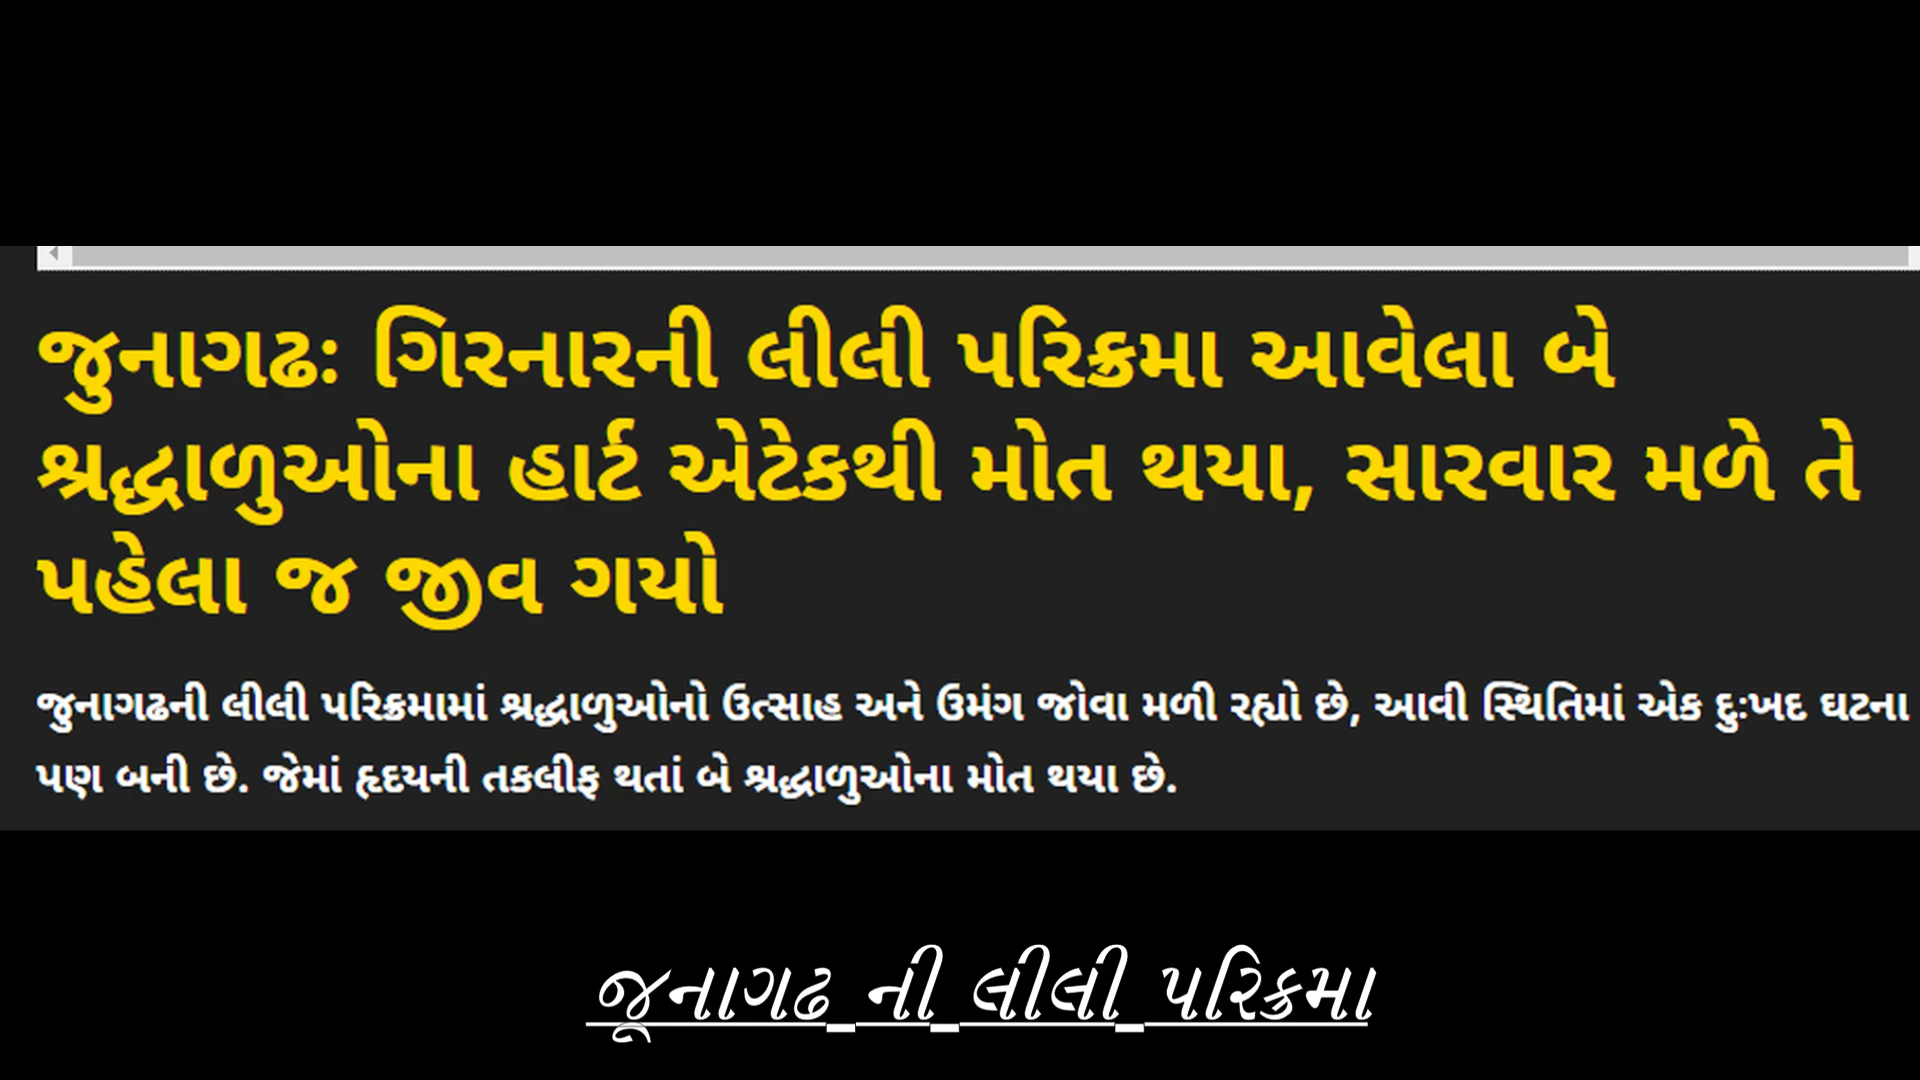 જુનાગઢઃ ગિરનારની લીલી પરિક્રમા આવેલા બે
શ્રદ્ધાળુઓના હાર્ટ એટેકથી મોત થયા, સારવાર મળે તે
પહેલા જ જીવ ગયો
જુનાગઢની લીલી પરિક્રમામાં શ્રદ્ધાળુઓનો ઉત્સાહ અને ઉમંગ જોવા મળી રહ્યો છે, આવી સ્થિતિમાં એક દુઃખદ ઘટના
પણ બની છે. જેમાં હૃદયની તકલીફ થતાં બે શ્રદ્ધાળુઓના મોત થયા છે.
જૂનાગઢ_ની_લીલી_પરિક્રમા